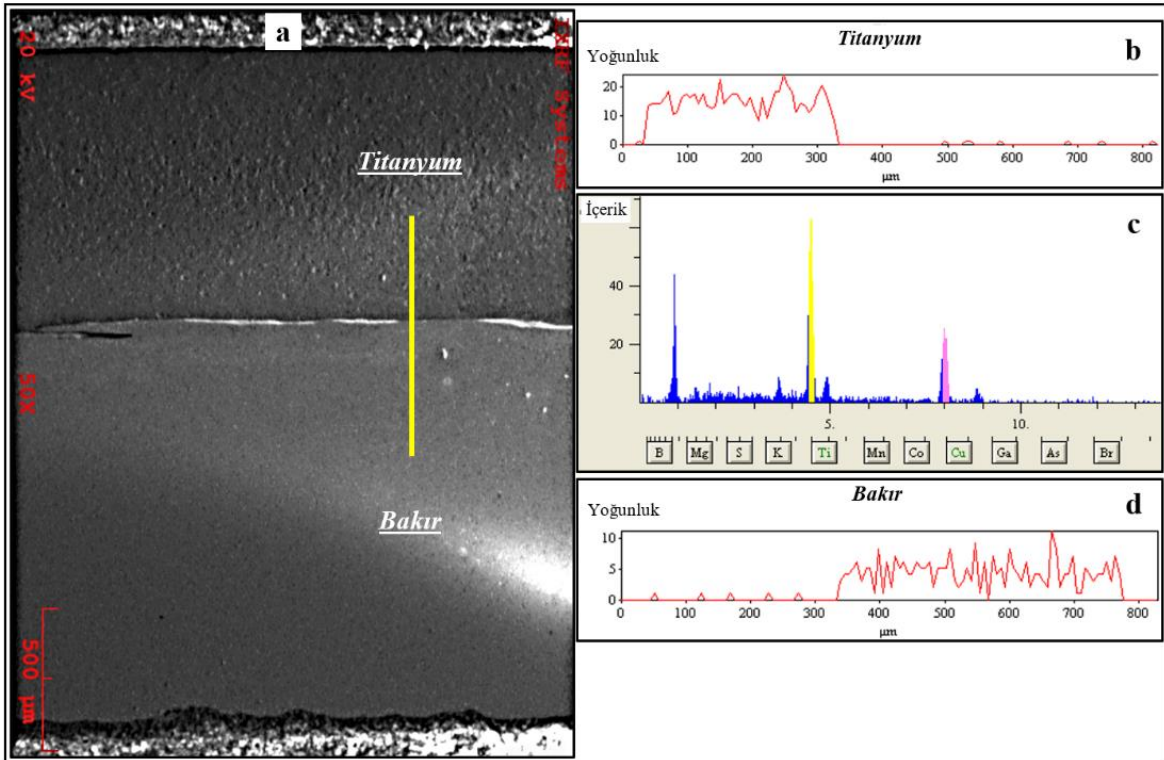 a
20 kV
IXRF Systems
Titanyum
50X
Bakır
500 µm
Titanyum
b
Yoğunluk
20
10
0
0 100 200 300 400 500 600 700 800
µm
İçerik
c
40
20
5. 10.
B Mg S K Ti Mn Co Cu Ga As Br
Bakır
d
Yoğunluk
10
5
0
0 100 200 300 400 500 600 700 800
µm